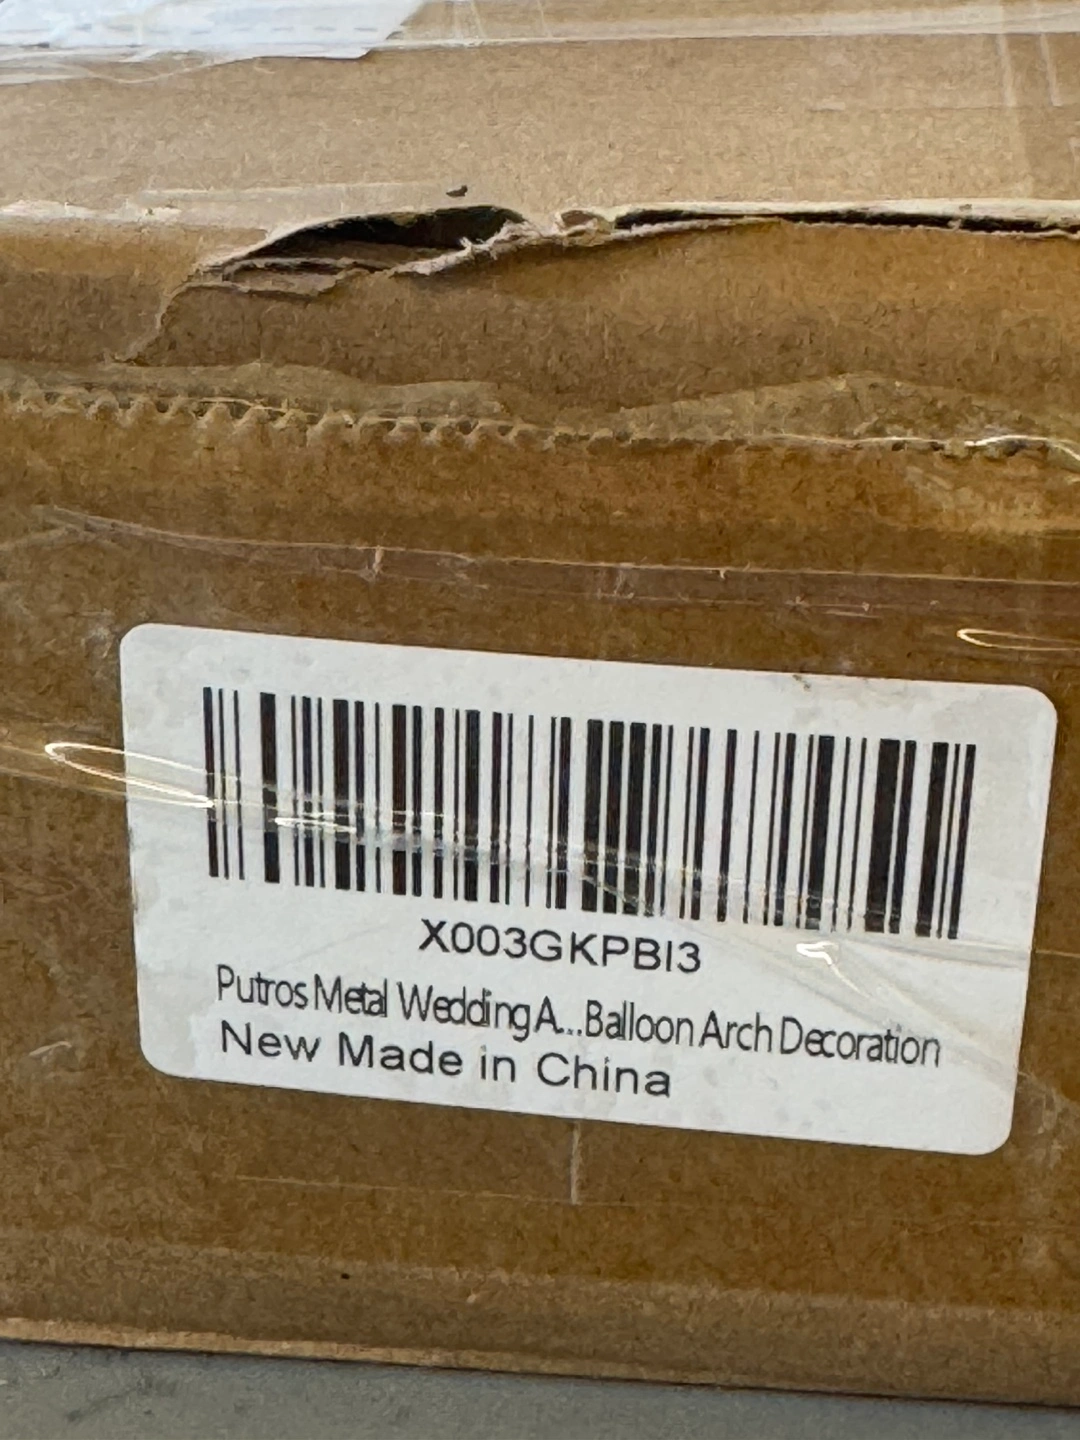 X003GKPBI3
Putros Metal Wedding A...Balloon Arch Decoration
New Made in China